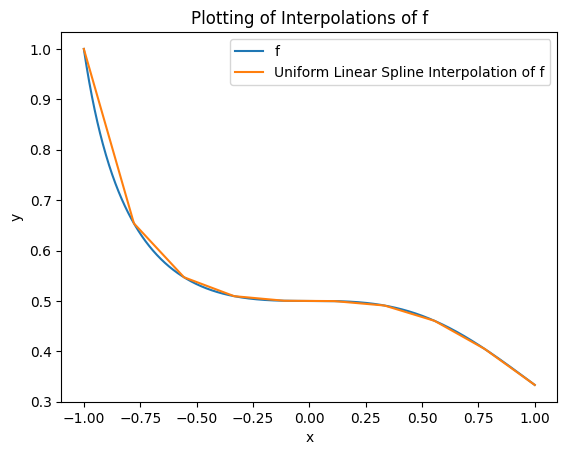 Plotting of Interpolations of f
f
Uniform Linear Spline Interpolation of f
1.0
0.9
0.8
0.7
0.6
0.5
0.4
0.3
y
−1.00 −0.75 −0.50 −0.25 0.00 0.25 0.50 0.75 1.00
x